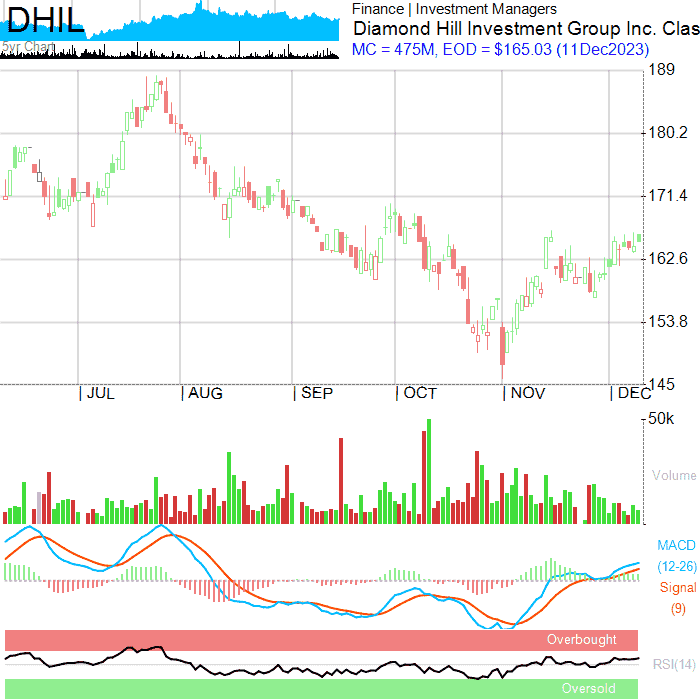 DHIL
5yr Chart
Finance | Investment Managers
Diamond Hill Investment Group Inc. Clas
MC = 475M, EOD = $165.03 (11Dec2023)
189
180.2
171.4
162.6
153.8
145
JUL AUG SEP OCT NOV DEC
50k
Volume
MACD
(12-26)
Signal
(9)
Overbought
RSI(14)
Oversold